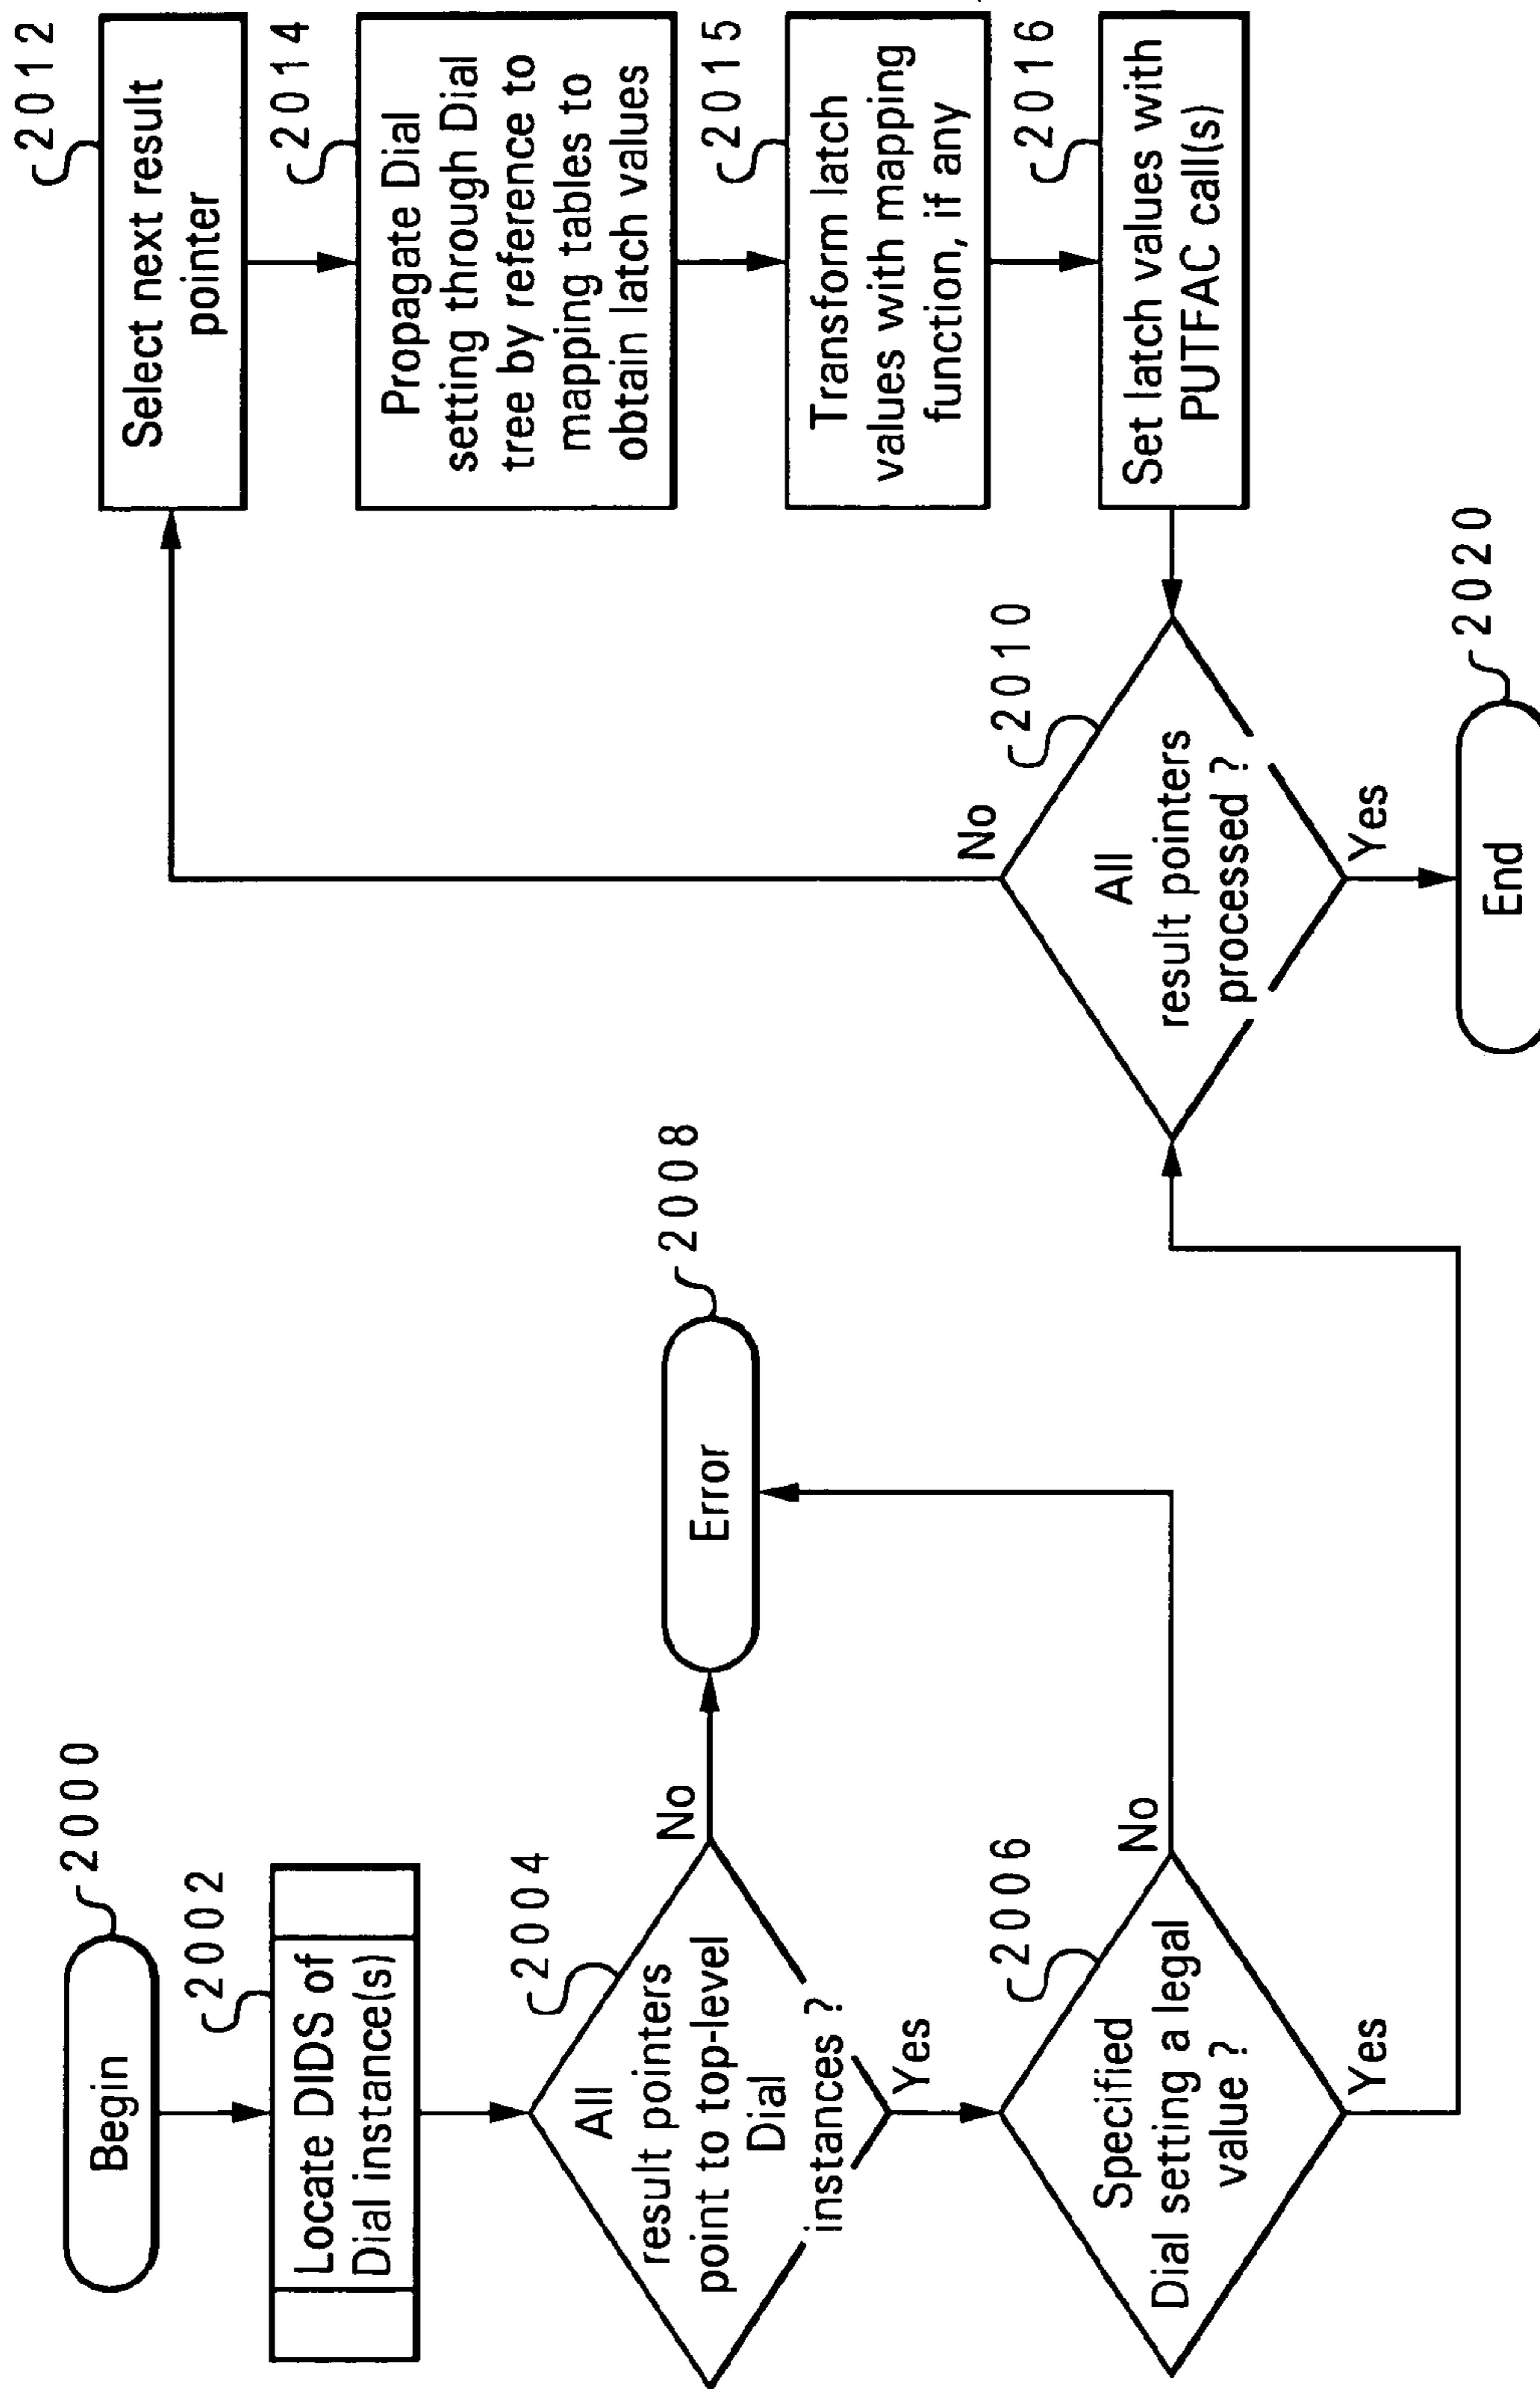 2000
Begin
2002
Locate DIDS of
Dial instance(s)
2004
All
result pointers
point to top-level
Dial
instances ?
No
Yes
Error
2008
2006
Specified
Dial setting a legal
value ?
No
Yes
2010
All
result pointers
processed ?
No
Yes
End
2020
2012
Select next result
pointer
2014
Propagate Dial
setting through Dial
tree by reference to
mapping tables to
obtain latch values
2015
Transform latch
values with mapping
function, if any
2016
Set latch values with
PUTFAC call(s)